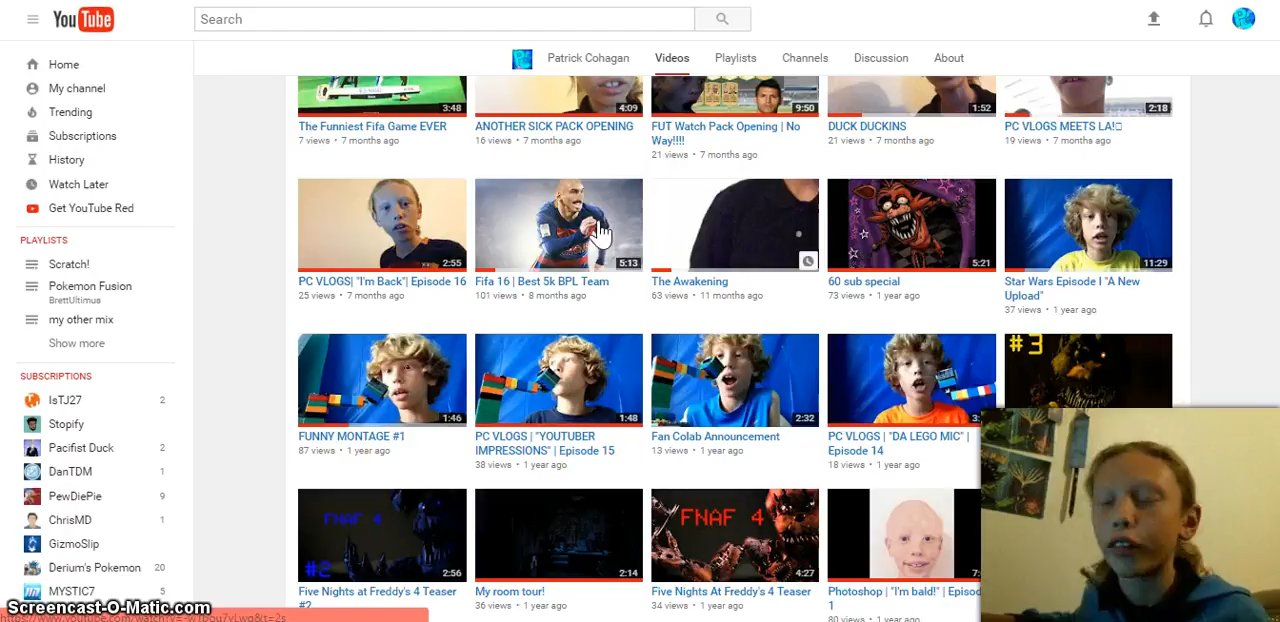 YouTube
Search
Patrick Cohagan
Videos
Playlists
Channels
Discussion
About
Home
My channel
Trending
Subscriptions
History
Watch Later
Get YouTube Red
PLAYLISTS
Scratch!
Pokemon Fusion
BrettUltimus
my other mix
Show more
SUBSCRIPTIONS
IsTJ27 2
Stopify
Pacifist Duck 2
DanTDM 1
PewDiePie 9
ChrisMD 1
GizmoSlip
Derium's Pokemon 20
MYSTIC7 5
3:48
4:09
9:50
1:52
2:18
The Funniest Fifa Game EVER
7 views • 7 months ago
ANOTHER SICK PACK OPENING
16 views • 7 months ago
FUT Watch Pack Opening | No
Way!!!!
21 views • 7 months ago
DUCK DUCKINS
21 views • 7 months ago
PC VLOGS MEETS LA!
19 views • 7 months ago
2:55
5:13
5:21
11:29
PC VLOGS| "I'm Back"| Episode 16
25 views • 7 months ago
Fifa 16 | Best 5k BPL Team
101 views • 8 months ago
The Awakening
63 views • 11 months ago
60 sub special
73 views • 1 year ago
Star Wars Episode I "A New
Upload"
37 views • 1 year ago
1:46
1:48
2:32
3:
#3
FUNNY MONTAGE #1
87 views • 1 year ago
PC VLOGS | "YOUTUBER
IMPRESSIONS" | Episode 15
38 views • 1 year ago
Fan Colab Announcement
13 views • 1 year ago
PC VLOGS | "DA LEGO MIC" |
Episode 14
18 views • 1 year ago
FNAF 4
#2
2:56
2:14
FNAF 4
4:27
7:
Five Nights at Freddy's 4 Teaser
#2
My room tour!
36 views • 1 year ago
Five Nights At Freddy's 4 Teaser
34 views • 1 year ago
Photoshop | "I'm bald!" | Episod
1
80 views • 1 year ago
Screencast-O-Matic.com